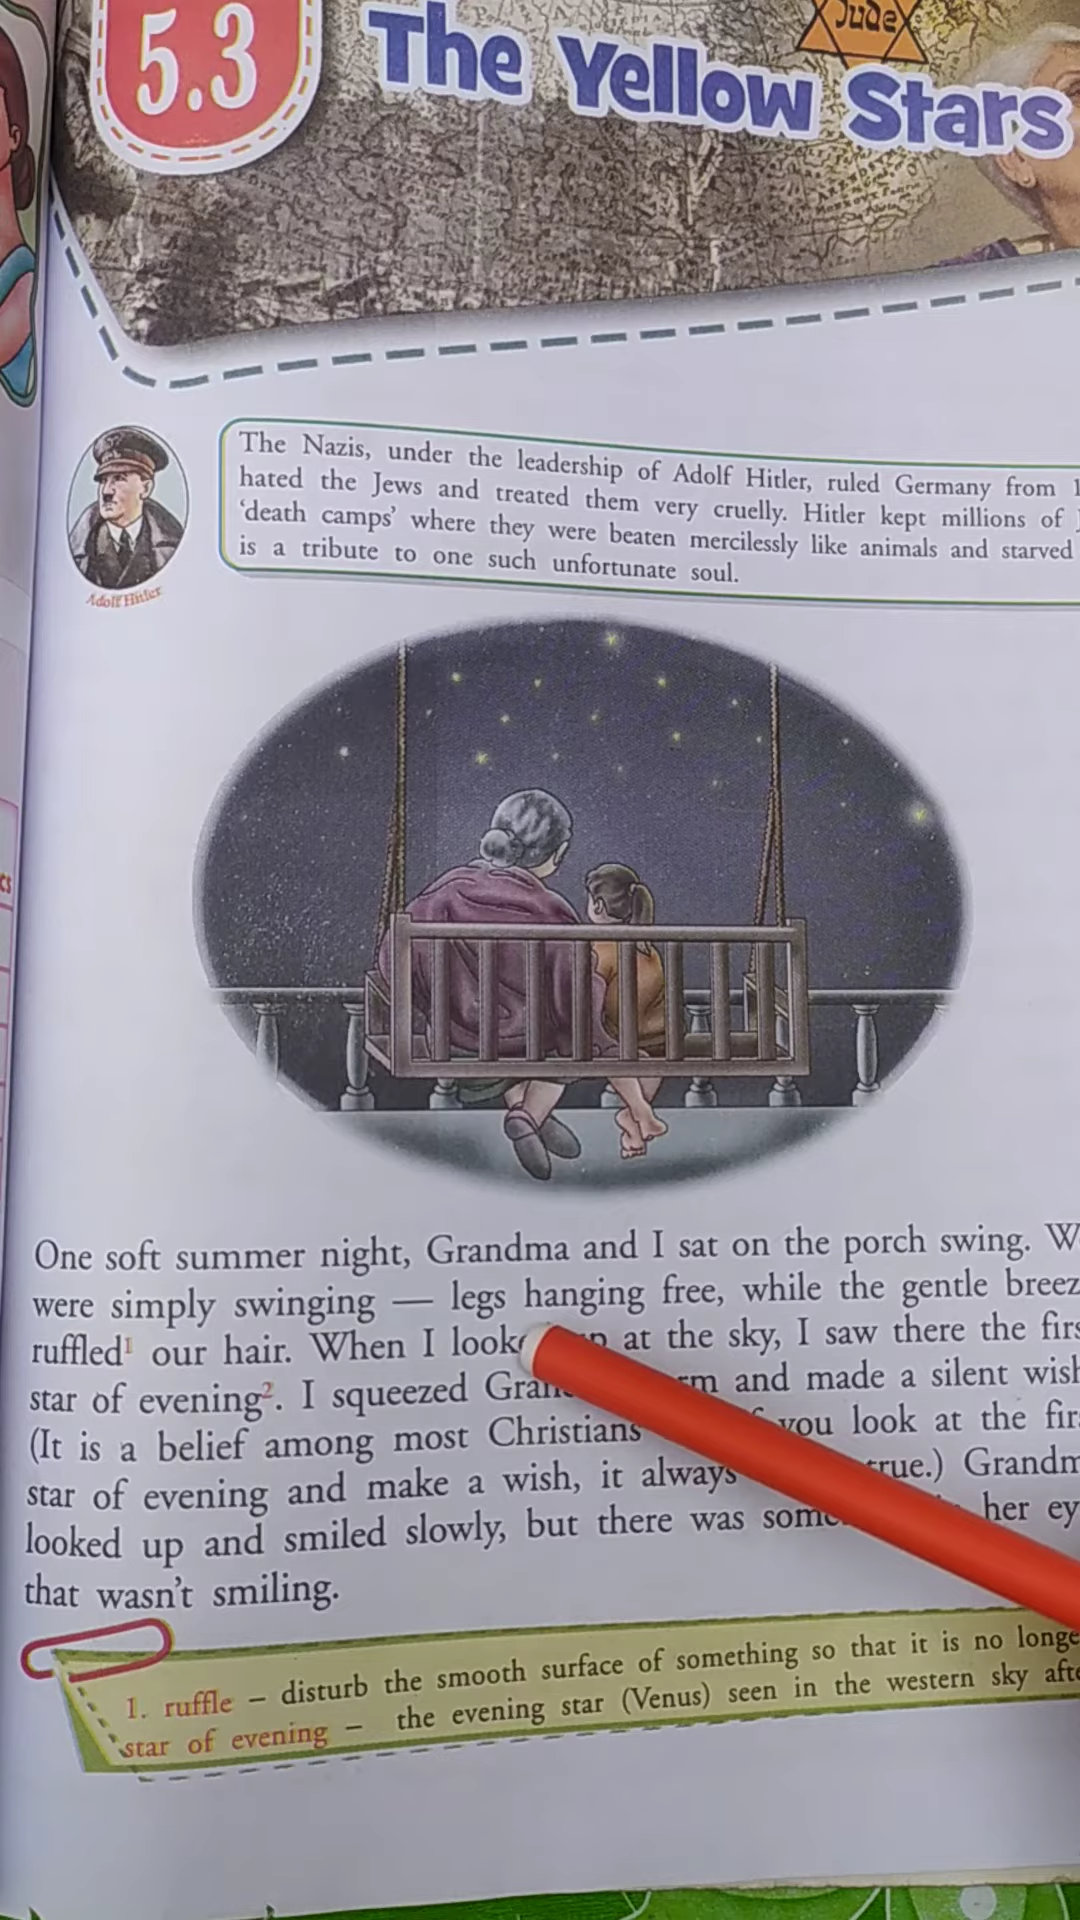 5.3
The Yellow Stars
Jude
The Nazis, under the leadership of Adolf Hitler, ruled Germany from
hated the Jews and treated them very cruelly. Hitler kept millions of
‘death camps’ where they were beaten mercilessly like animals and starved
is a tribute to one such unfortunate soul.
Adolf Hitler
One soft summer night, Grandma and I sat on the porch swing.
were simply swinging — legs hanging free, while the gentle
ruffled¹ our hair. When I at the sky, I saw there the
star of evening². I squeezed and made a silent
(It is a belief among most Christians you look at the
star of evening and make a wish, it always true.)
looked up and smiled slowly, but there was her
that wasn't smiling.
1. ruffle – disturb the smooth surface of something so that it is no
star of evening – the evening star (Venus) seen in the western sky